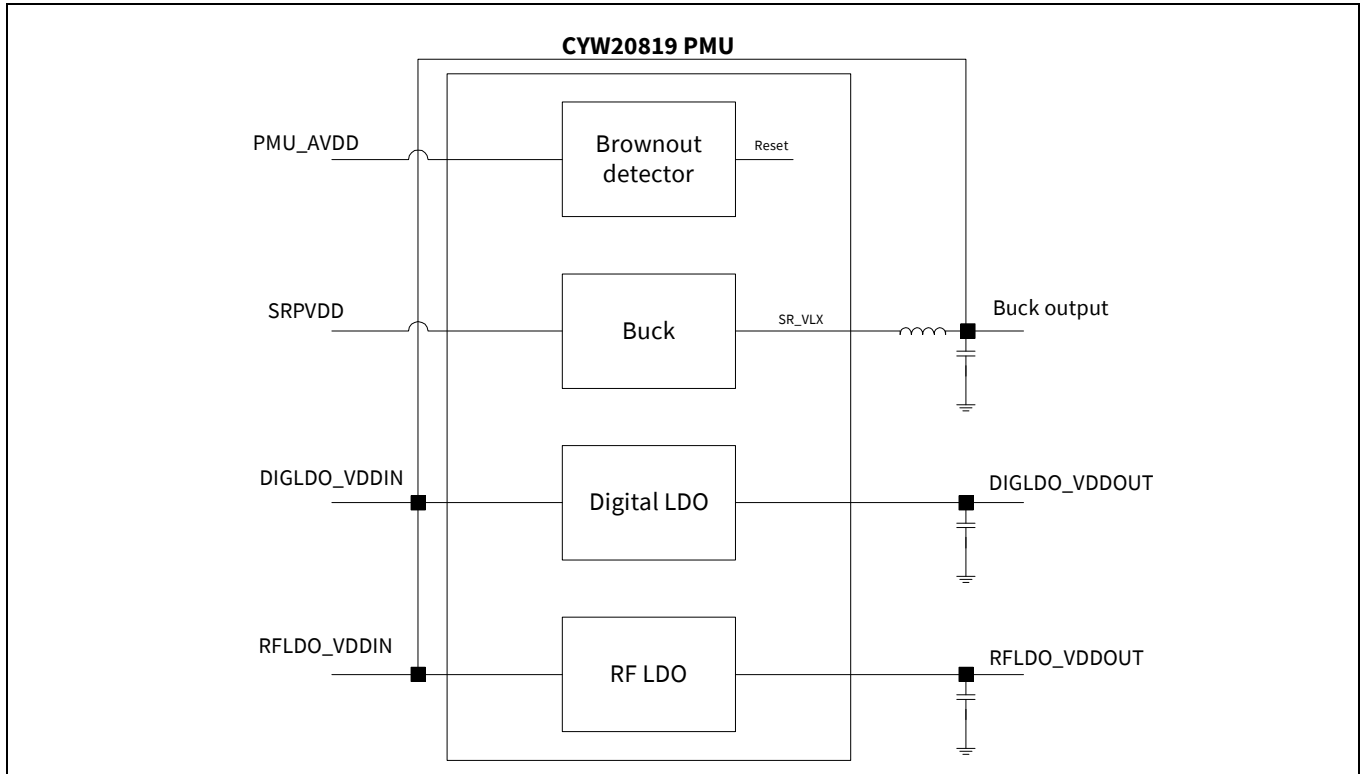 CYW20819 PMU
PMU_AVDD
Brownout
detector
Reset
SRPVDD
Buck
SR_VLX
Buck output
DIGLDO_VDDIN
Digital LDO
DIGLDO_VDDOUT
RFLDO_VDDIN
RF LDO
RFLDO_VDDOUT